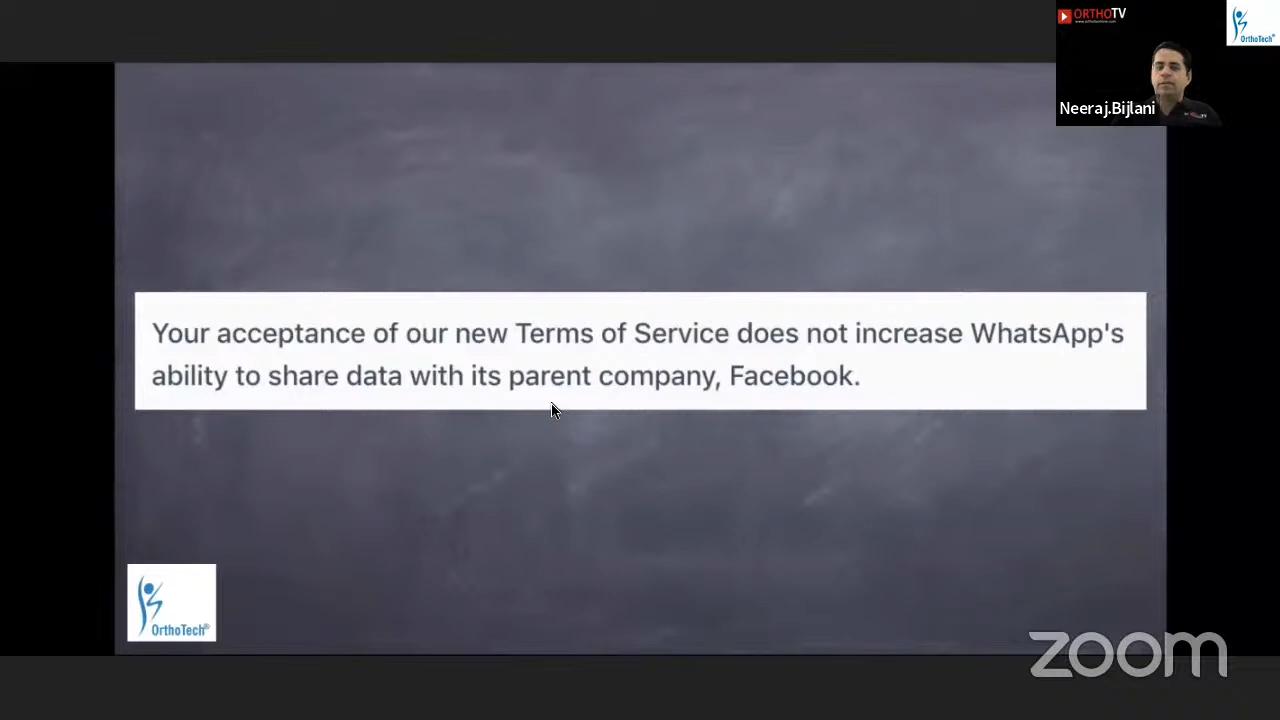 ORTHOTV
OrthoTech®
Neeraj.Bijlani
Your acceptance of our new Terms of Service does not increase WhatsApp's
ability to share data with its parent company, Facebook.
OrthoTech®
zoom